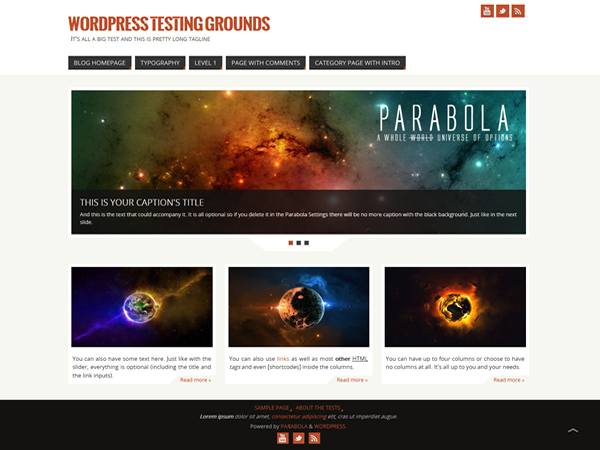 WORDPRESS TESTING GROUNDS
IT'S ALL A BIG TEST AND THIS IS PRETTY LONG TAGLINE
BLOG HOMEPAGE TYPOGRAPHY LEVEL 1 PAGE WITH COMMENTS CATEGORY PAGE WITH INTRO
PARABOLA
A WHOLE WORLD UNIVERSE OF OPTIONS
THIS IS YOUR CAPTION'S TITLE
And this is the text that could accompany it. It is all optional so if you delete it in the Parabola Settings there will be no more caption with the black background. Just like in the next
slide.
You can also have some text here. Just like with the
slider, everything is optional (including the title and
the link inputs).
Read more »
You can also use links as well as most other HTML
tags and even [shortcodes] inside the columns.
Read more »
You can have up to four columns or choose to have
no columns at all. It's all up to you and your needs.
Read more »
SAMPLE PAGE, ABOUT THE TESTS,
Lorem ipsum dolor sit amet, consectetur adipiscing elit, cras ut imperdiet augue.
Powered by PARABOLA & WORDPRESS.